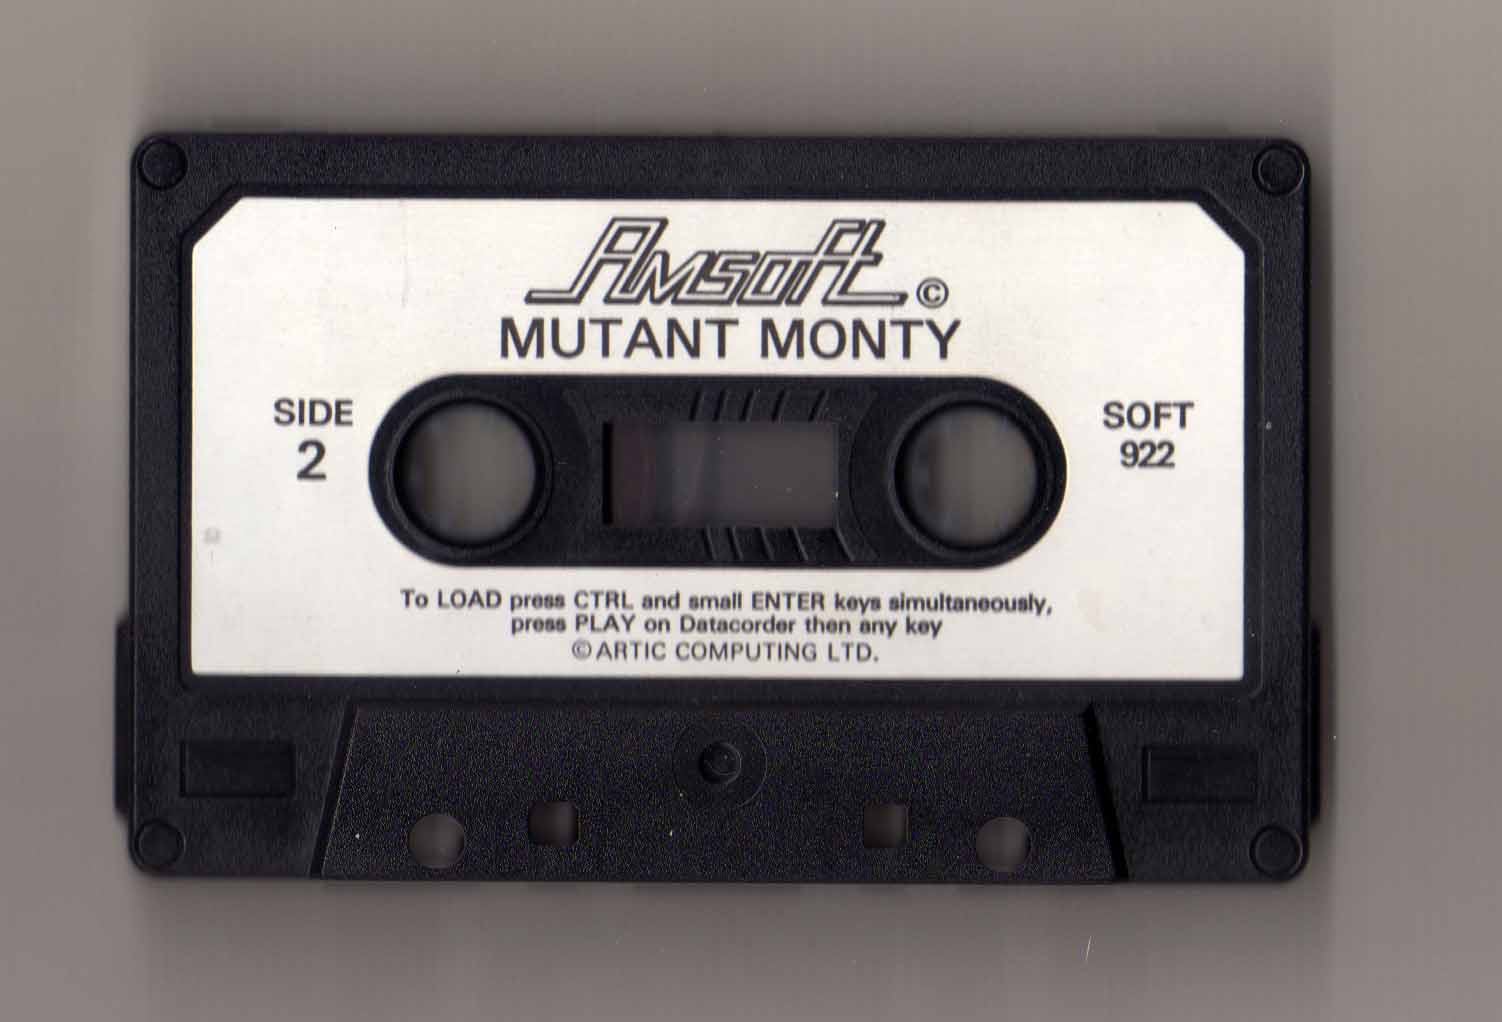 Amsoft ©
MUTANT MONTY
SIDE
2
SOFT
922
To LOAD press CTRL and small ENTER keys simultaneously,
press PLAY on Datacorder then any key
© ARTIC COMPUTING LTD.